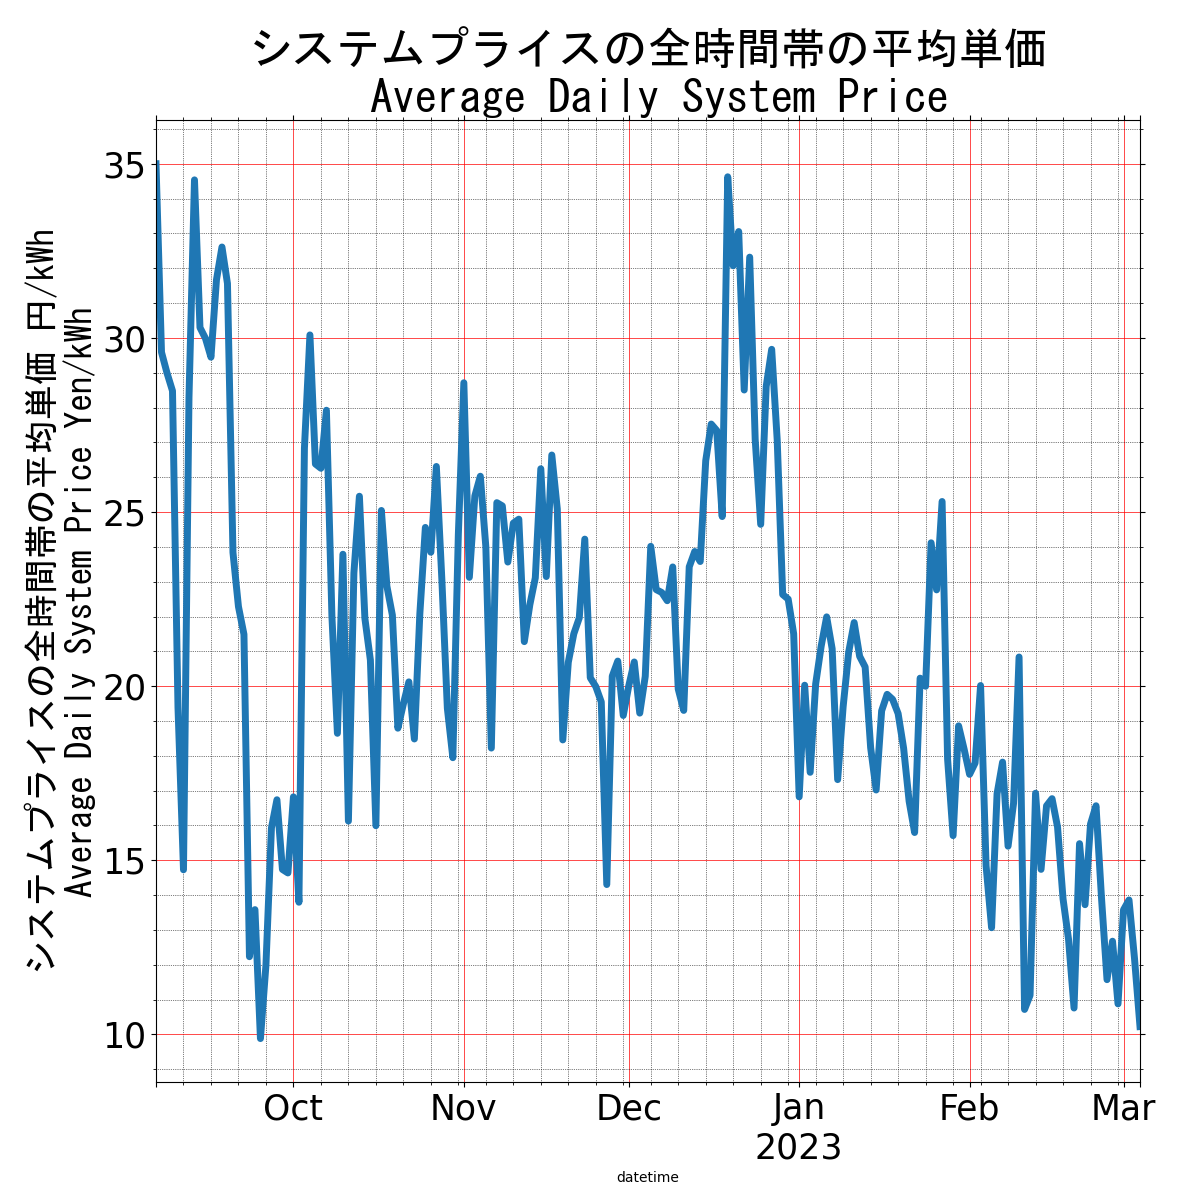 システムプライスの全時間帯の平均単価
Average Daily System Price
システムプライスの全時間帯の平均単価 円/kWh
Average Daily System Price Yen/kWh
35
30
25
20
15
10
Oct
Nov
Dec
Jan
2023
Feb
Mar
datetime